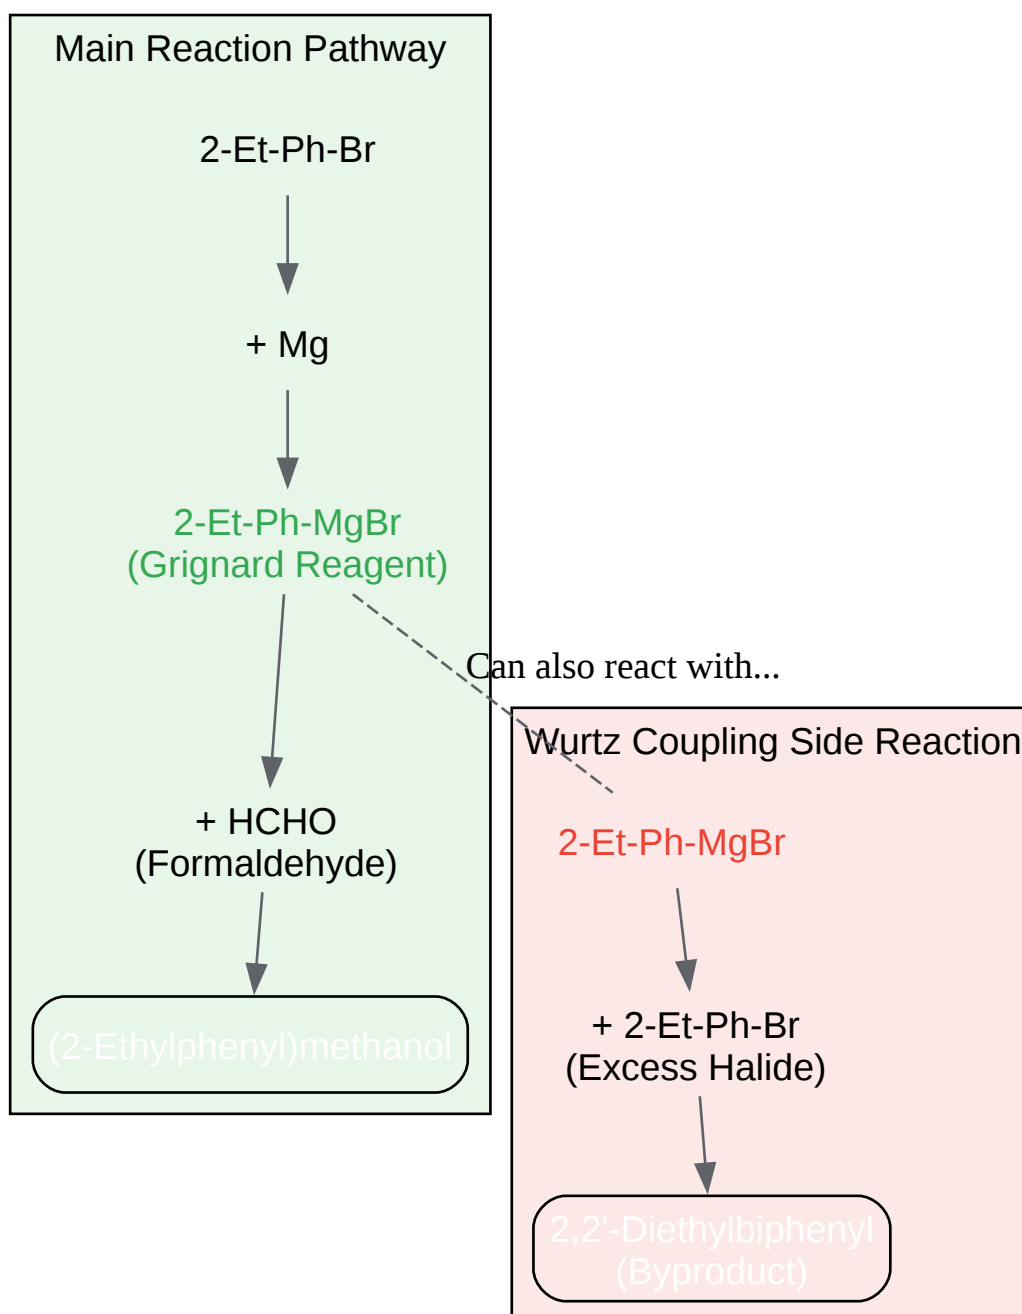 Main Reaction Pathway
2-Et-Ph-Br
+ Mg
2-Et-Ph-MgBr
(Grignard Reagent)
Can also react with...
+ HCHO
(Formaldehyde)
(2-Ethylphenyl)methanol
Wurtz Coupling Side Reaction
2-Et-Ph-MgBr
+ 2-Et-Ph-Br
(Excess Halide)
2,2'-Diethylbiphenyl
(Byproduct)